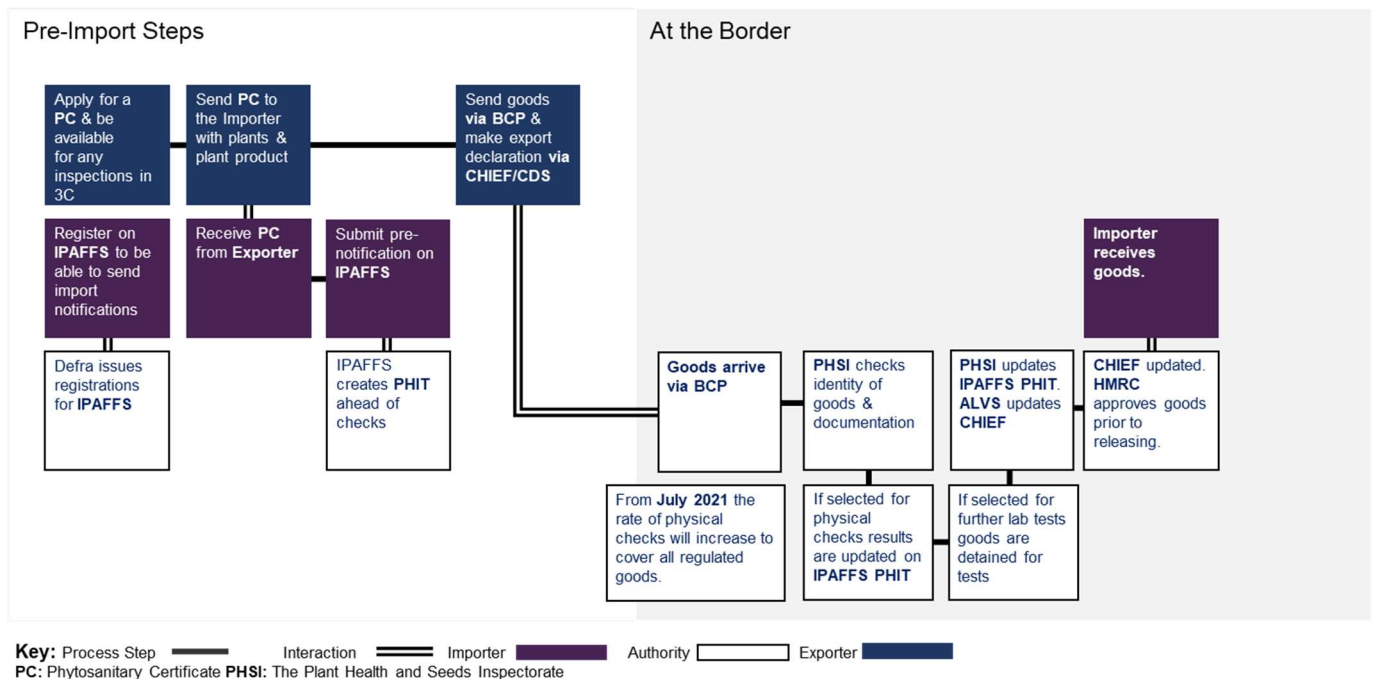 Pre-Import Steps
At the Border
Apply for a
PC & be
available
for any
inspections in
3C
Send PC to
the Importer
with plants &
plant product
Send goods
via BCP &
make export
declaration via
CHIEF/CDS
Register on
IPAFFS to be
able to send
import
notifications
Receive PC
from Exporter
Submit pre-
notification on
IPAFFS
Importer
receives
goods.
Defra issues
registrations
for IPAFFS
IPAFFS
creates PHIT
ahead of
checks
Goods arrive
via BCP
PHSI checks
identity of
goods &
documentation
PHSI updates
IPAFFS PHIT.
ALVS updates
CHIEF
CHIEF updated.
HMRC
approves goods
prior to
releasing.
From July 2021 the
rate of physical
checks will increase to
cover all regulated
goods.
If selected for
physical
checks results
are updated on
IPAFFS PHIT
If selected for
further lab tests
goods are
detained for
tests
Key: Process Step Interaction Importer Authority Exporter
PC: Phytosanitary Certificate PHSI: The Plant Health and Seeds Inspectorate